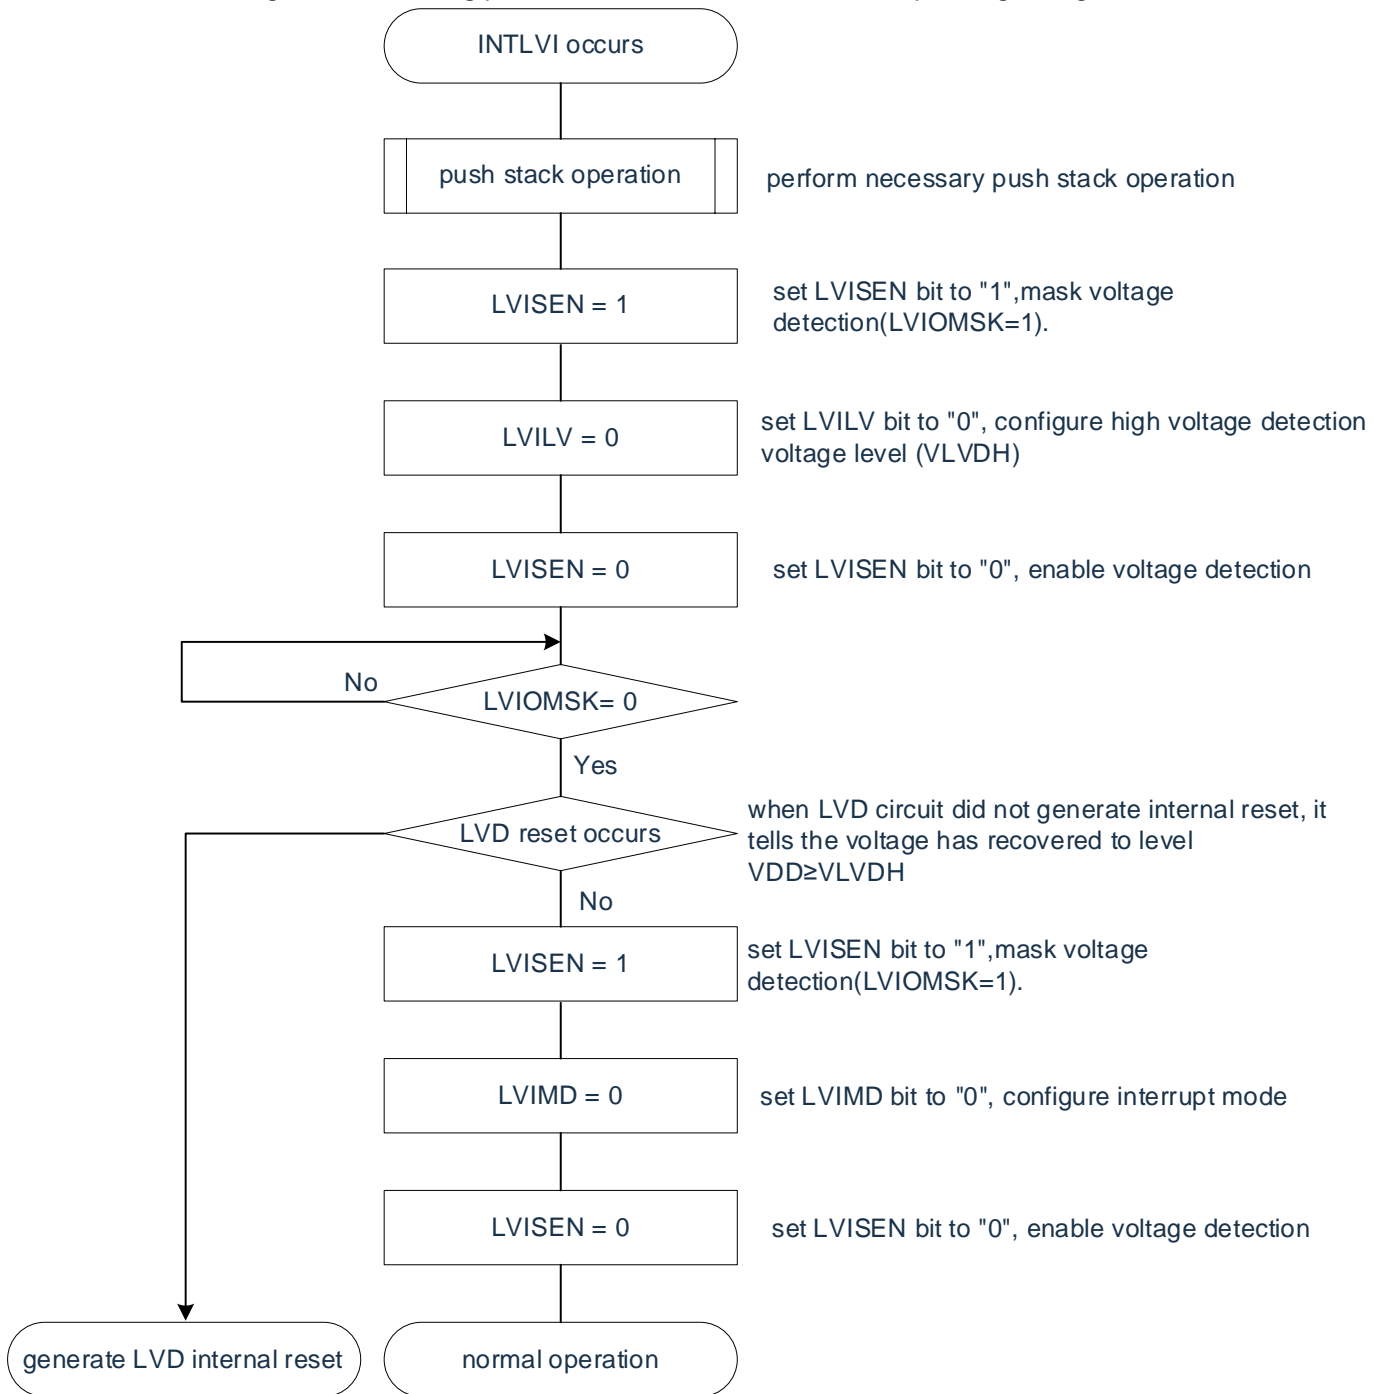 INTLVI occurs
push stack operation
perform necessary push stack operation
LVISEN = 1
set LVISEN bit to "1",mask voltage
detection(LVIOMSK=1).
LVILV = 0
set LVILV bit to "0", configure high voltage detection
voltage level (VLVDH)
LVISEN = 0
set LVISEN bit to "0", enable voltage detection
No
LVIOMSK= 0
Yes
LVD reset occurs
when LVD circuit did not generate internal reset, it
tells the voltage has recovered to level
VDD≥VLVDH
No
LVISEN = 1
set LVISEN bit to "1",mask voltage
detection(LVIOMSK=1).
LVIMD = 0
set LVIMD bit to "0", configure interrupt mode
LVISEN = 0
set LVISEN bit to "0", enable voltage detection
generate LVD internal reset
normal operation